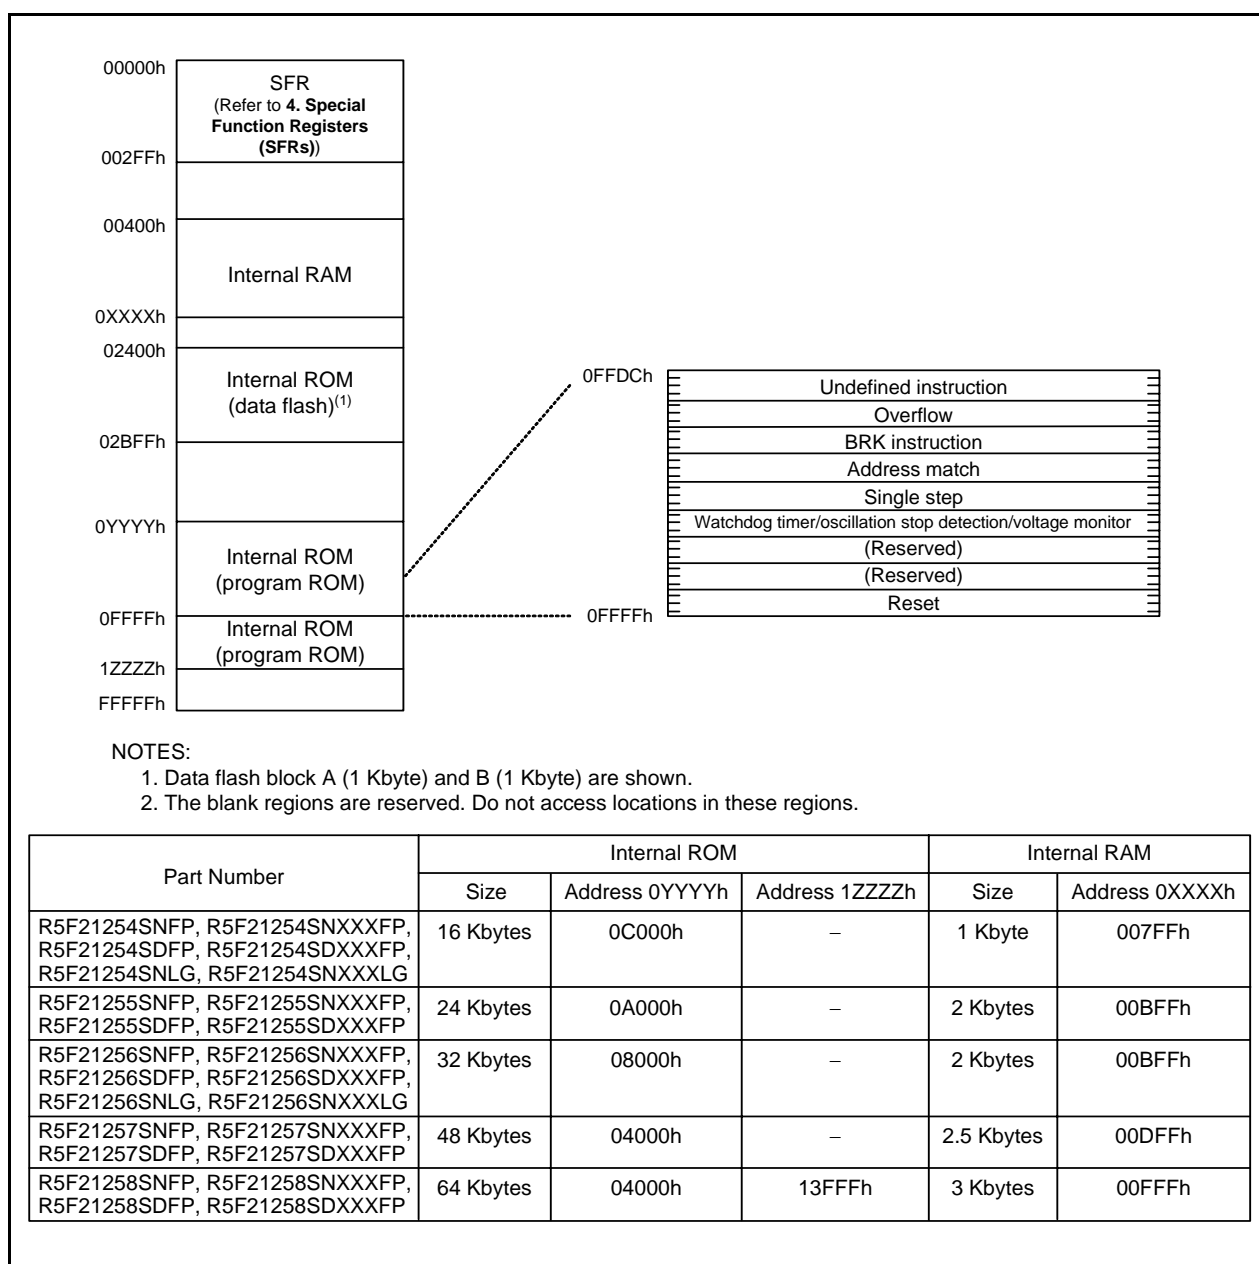 00000h
SFR
(Refer to 4. Special
Function Registers
(SFRs))
002FFh
00400h
Internal RAM
0XXXXh
02400h
Internal ROM
(data flash)(1)
02BFFh
0YYYYh
Internal ROM
(program ROM)
0FFFFh
Internal ROM
(program ROM)
1ZZZZh
FFFFFh
0FFDCh
Undefined instruction
Overflow
BRK instruction
Address match
Single step
Watchdog timer/oscillation stop detection/voltage monitor
(Reserved)
(Reserved)
Reset
0FFFFh
NOTES:
1. Data flash block A (1 Kbyte) and B (1 Kbyte) are shown.
2. The blank regions are reserved. Do not access locations in these regions.
Part Number Internal ROM Internal RAM
Size Address 0YYYYh Address 1ZZZZh Size Address 0XXXXh
R5F21254SNFP, R5F21254SNXXXFP, 16 Kbytes 0C000h – 1 Kbyte 007FFh
R5F21254SDFP, R5F21254SDXXXFP,
R5F21254SNLG, R5F21254SNXXXLG
R5F21255SNFP, R5F21255SNXXXFP, 24 Kbytes 0A000h – 2 Kbytes 00BFFh
R5F21255SDFP, R5F21255SDXXXFP
R5F21256SNFP, R5F21256SNXXXFP, 32 Kbytes 08000h – 2 Kbytes 00BFFh
R5F21256SDFP, R5F21256SDXXXFP,
R5F21256SNLG, R5F21256SNXXXLG
R5F21257SNFP, R5F21257SNXXXFP, 48 Kbytes 04000h – 2.5 Kbytes 00DFFh
R5F21257SDFP, R5F21257SDXXXFP
R5F21258SNFP, R5F21258SNXXXFP, 64 Kbytes 04000h 13FFFh 3 Kbytes 00FFFh
R5F21258SDFP, R5F21258SDXXXFP